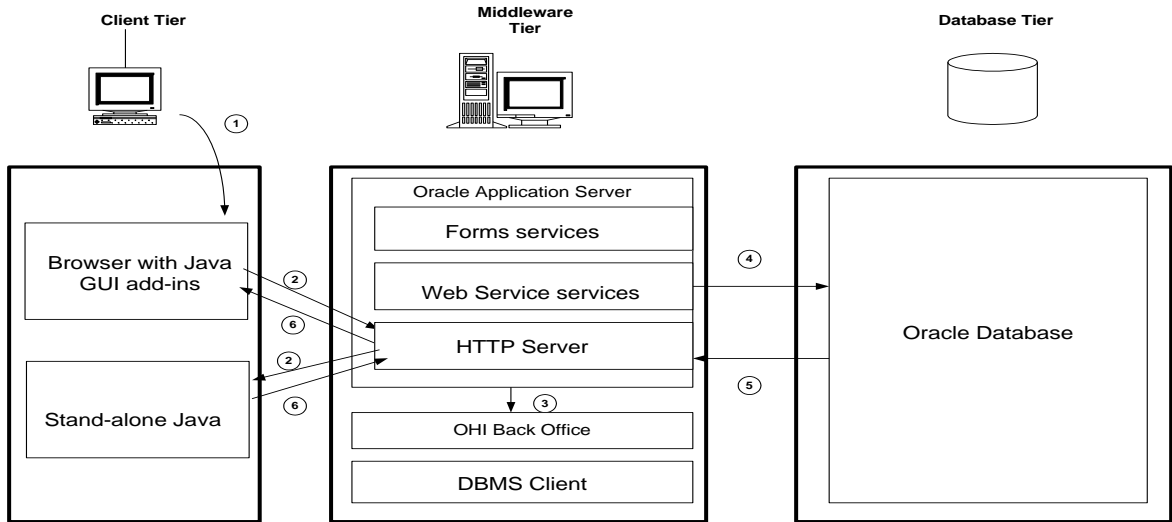 Client Tier
Middleware
Tier
Database Tier
1
Oracle Application Server
Forms services
Browser with Java
GUI add-ins
2
4
Web Service services
6
HTTP Server
Oracle Database
2
5
6
Stand-alone Java
3
OHI Back Office
DBMS Client